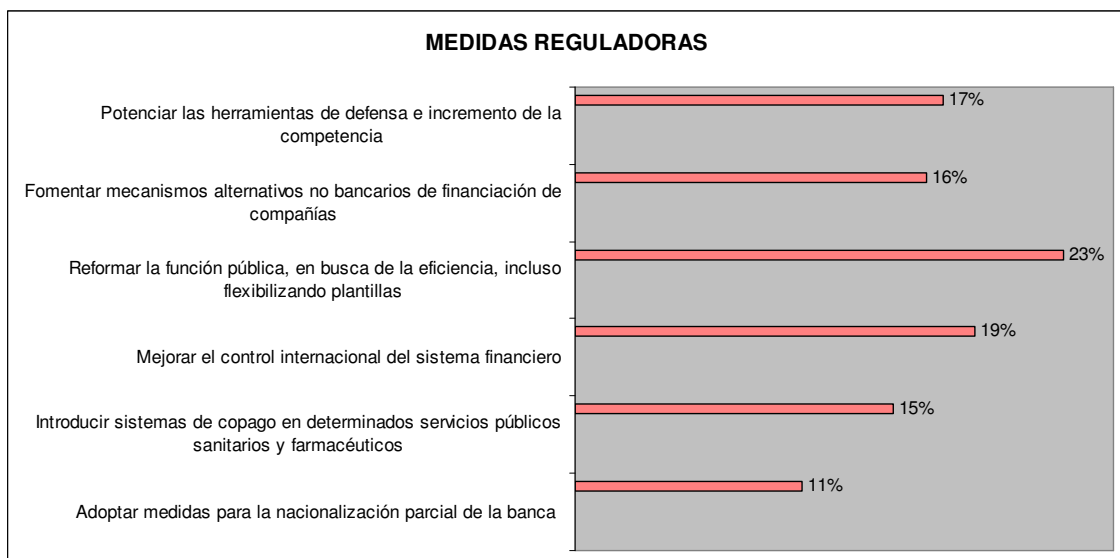 MEDIDAS REGULADORAS
Potenciar las herramientas de defensa e incremento de la
competencia
17%
Fomentar mecanismos alternativos no bancarios de financiación de
compañías
16%
Reformar la función pública, en busca de la eficiencia, incluso
flexibilizando plantillas
23%
Mejorar el control internacional del sistema financiero
19%
Introducir sistemas de copago en determinados servicios públicos
sanitarios y farmacéuticos
15%
Adoptar medidas para la nacionalización parcial de la banca
11%